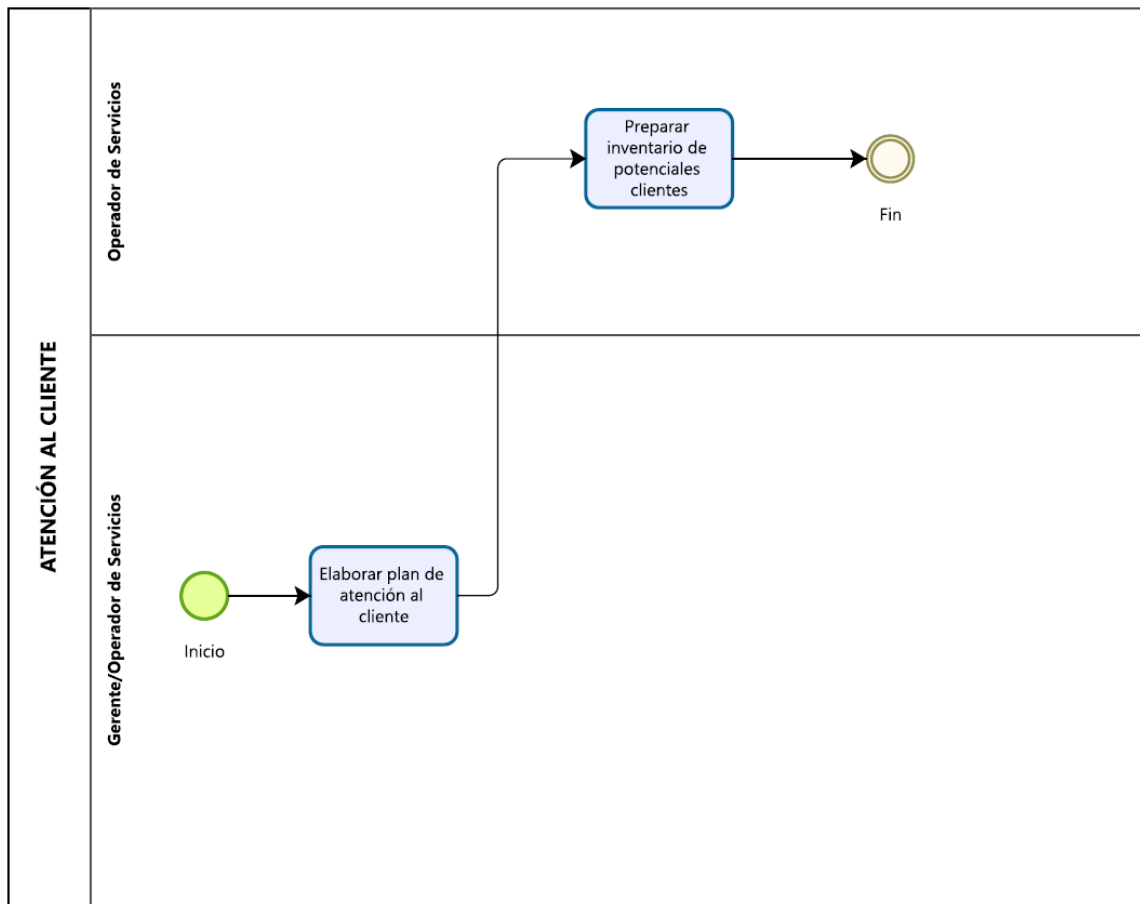 ATENCIÓN AL CLIENTE
Operador de Servicios
Preparar
inventario de
potenciales
clientes
Fin
Gerente/Operador de Servicios
Inicio
Elaborar plan de
atención al
cliente